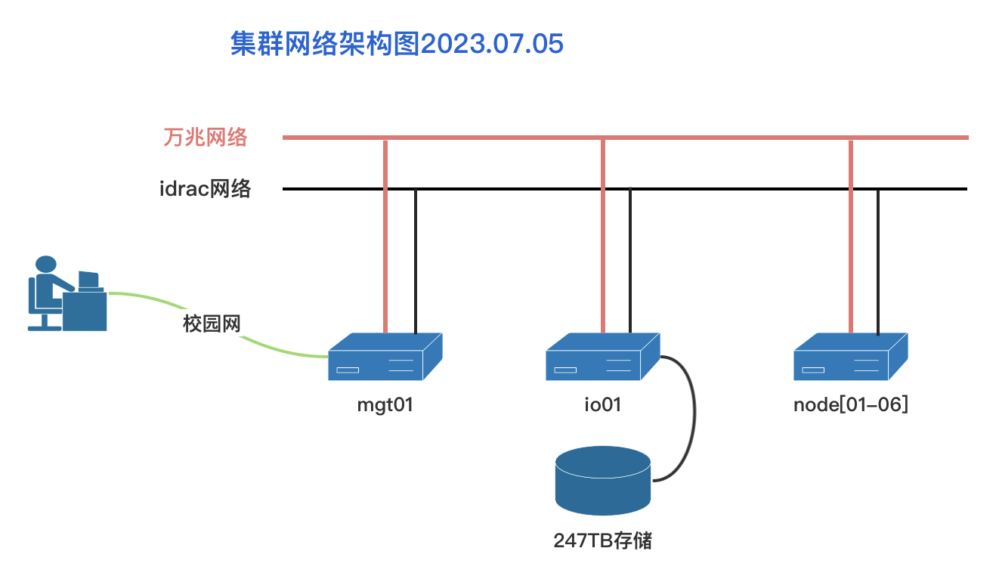 集群网络架构图2023.07.05
万兆网络
idrac网络
校园网
mgt01
io01
node[01-06]
247TB存储